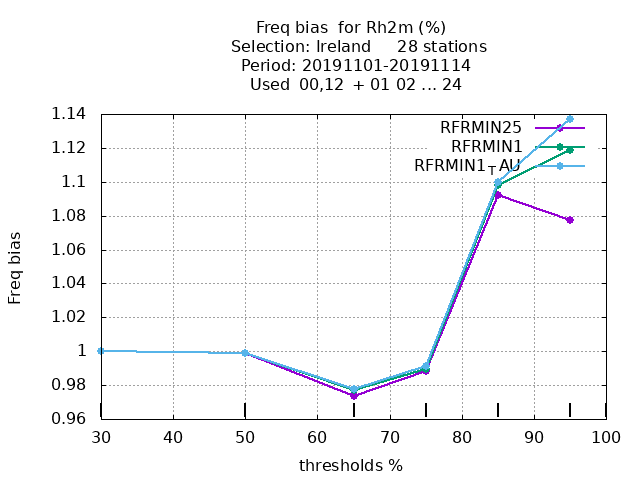 Freq bias  for Rh2m (%)
Selection: Ireland     28 stations
Period: 20191101-20191114
Used  00,12  + 01 02 ... 24
1.14
1.12
1.1
1.08
1.06
1.04
1.02
1
0.98
0.96
Freq bias
RFRMIN25
RFRMIN1
RFRMIN1_TAU
30 40 50 60 70 80 90 100
thresholds %